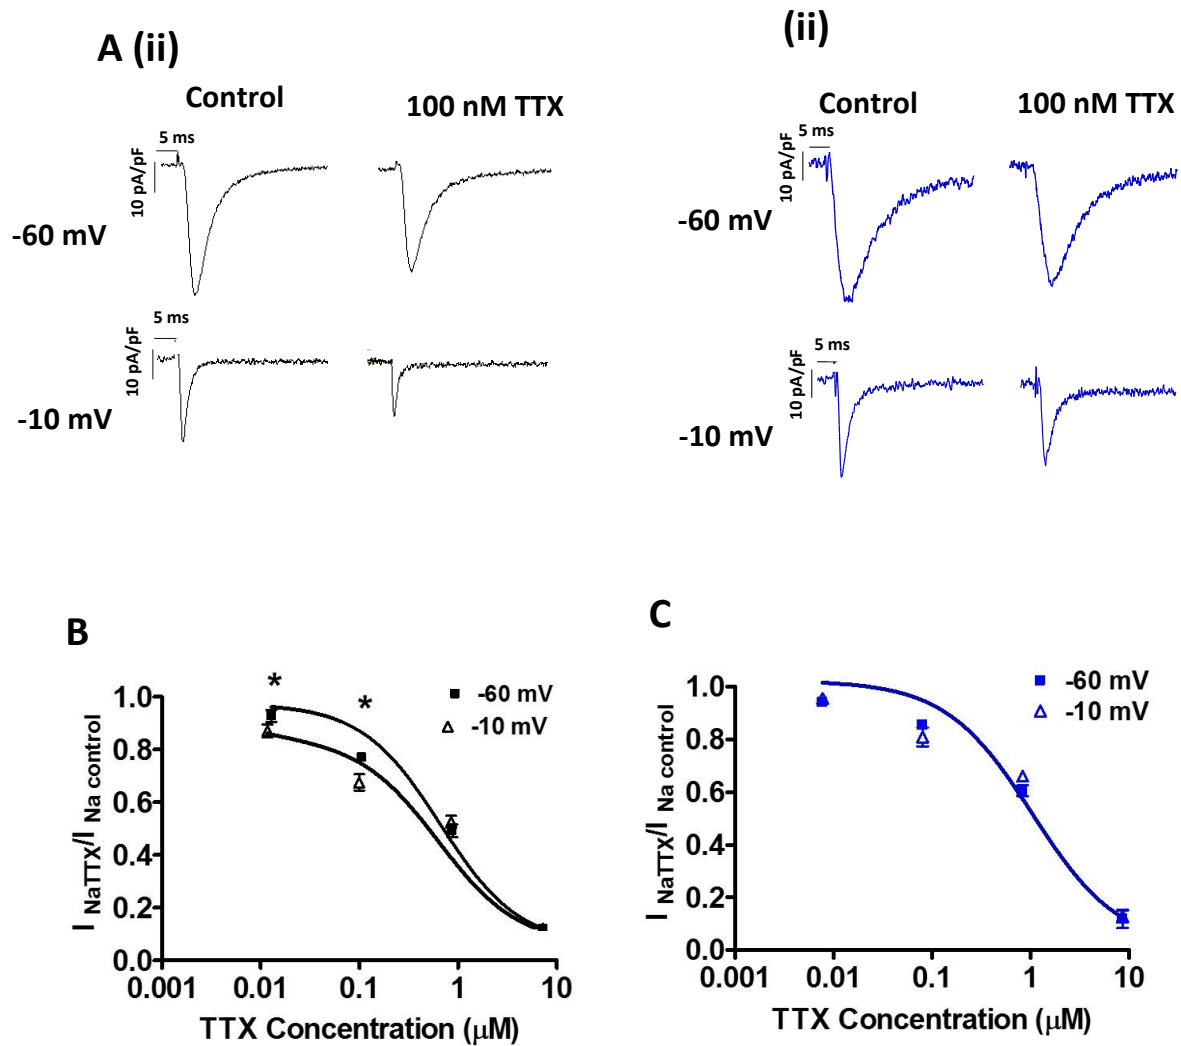 A (ii)
Control
100 nM TTX
5 ms
10 pA/pF
-60 mV
5 ms
10 pA/pF
-10 mV
(ii)
Control
100 nM TTX
5 ms
10 pA/pF
-60 mV
5 ms
10 pA/pF
-10 mV
B
*
*
-60 mV
-10 mV
1.0
0.8
0.6
0.4
0.2
0.0
I NaTTX/I Na control
0.001 0.01 0.1 1 10
TTX Concentration (μM)
C
-60 mV
-10 mV
1.0
0.8
0.6
0.4
0.2
0.0
I NaTTX/I Na control
0.001 0.01 0.1 1 10
TTX Concentration (μM)